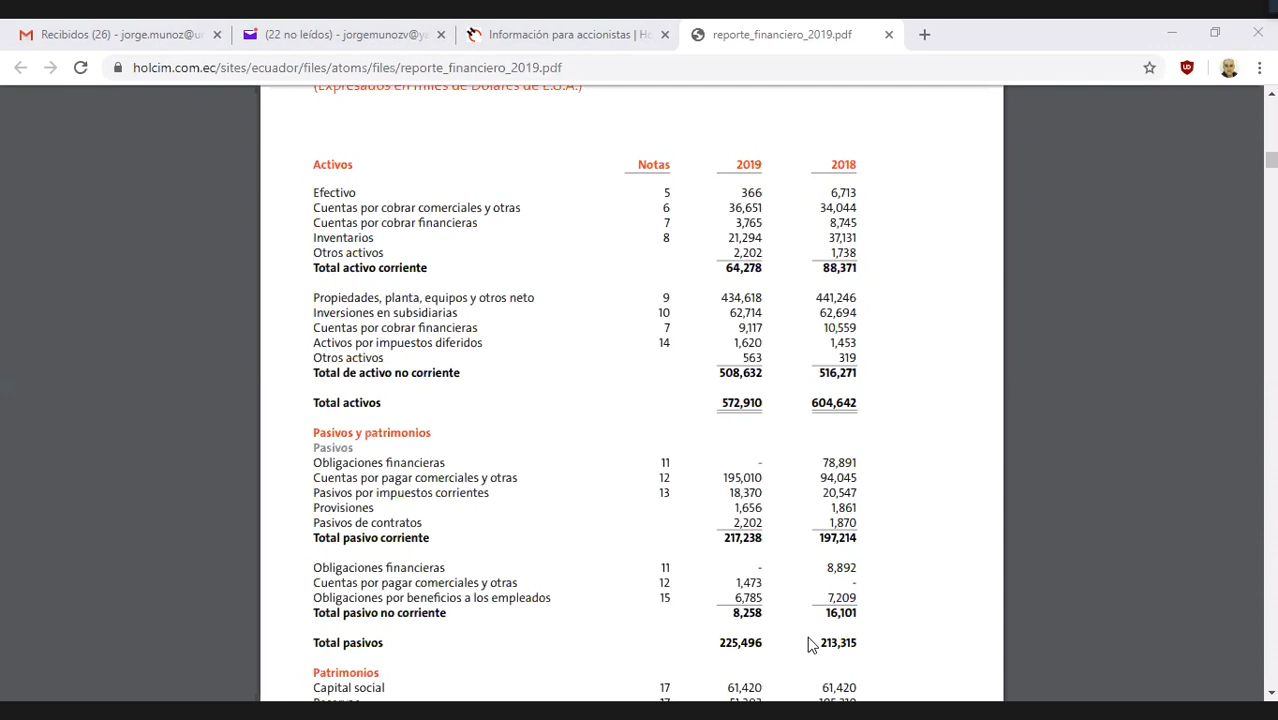 Recibidos (26) - jorge.munoz@u
(22 no leídos) - jorgemunozv@ya
Información para accionistas | Ho
reporte_financiero_2019.pdf
holcim.com.ec/sites/ecuador/files/atoms/files/reporte_financiero_2019.pdf
(Expresados en miles de Dólares de E.U.A.)
Activos Notas 2019 2018
Efectivo 5 366 6,713
Cuentas por cobrar comerciales y otras 6 36,651 34,044
Cuentas por cobrar financieras 7 3,765 8,745
Inventarios 8 21,294 37,131
Otros activos 2,202 1,738
Total activo corriente 64,278 88,371
Propiedades, planta, equipos y otros neto 9 434,618 441,246
Inversiones en subsidiarias 10 62,714 62,694
Cuentas por cobrar financieras 7 9,117 10,559
Activos por impuestos diferidos 14 1,620 1,453
Otros activos 563 319
Total de activo no corriente 508,632 516,271
Total activos 572,910 604,642
Pasivos y patrimonios
Pasivos
Obligaciones financieras 11 - 78,891
Cuentas por pagar comerciales y otras 12 195,010 94,045
Pasivos por impuestos corrientes 13 18,370 20,547
Provisiones 1,656 1,861
Pasivos de contratos 2,202 1,870
Total pasivo corriente 217,238 197,214
Obligaciones financieras 11 - 8,892
Cuentas por pagar comerciales y otras 12 1,473 -
Obligaciones por beneficios a los empleados 15 6,785 7,209
Total pasivo no corriente 8,258 16,101
Total pasivos 225,496 213,315
Patrimonios
Capital social 17 61,420 61,420